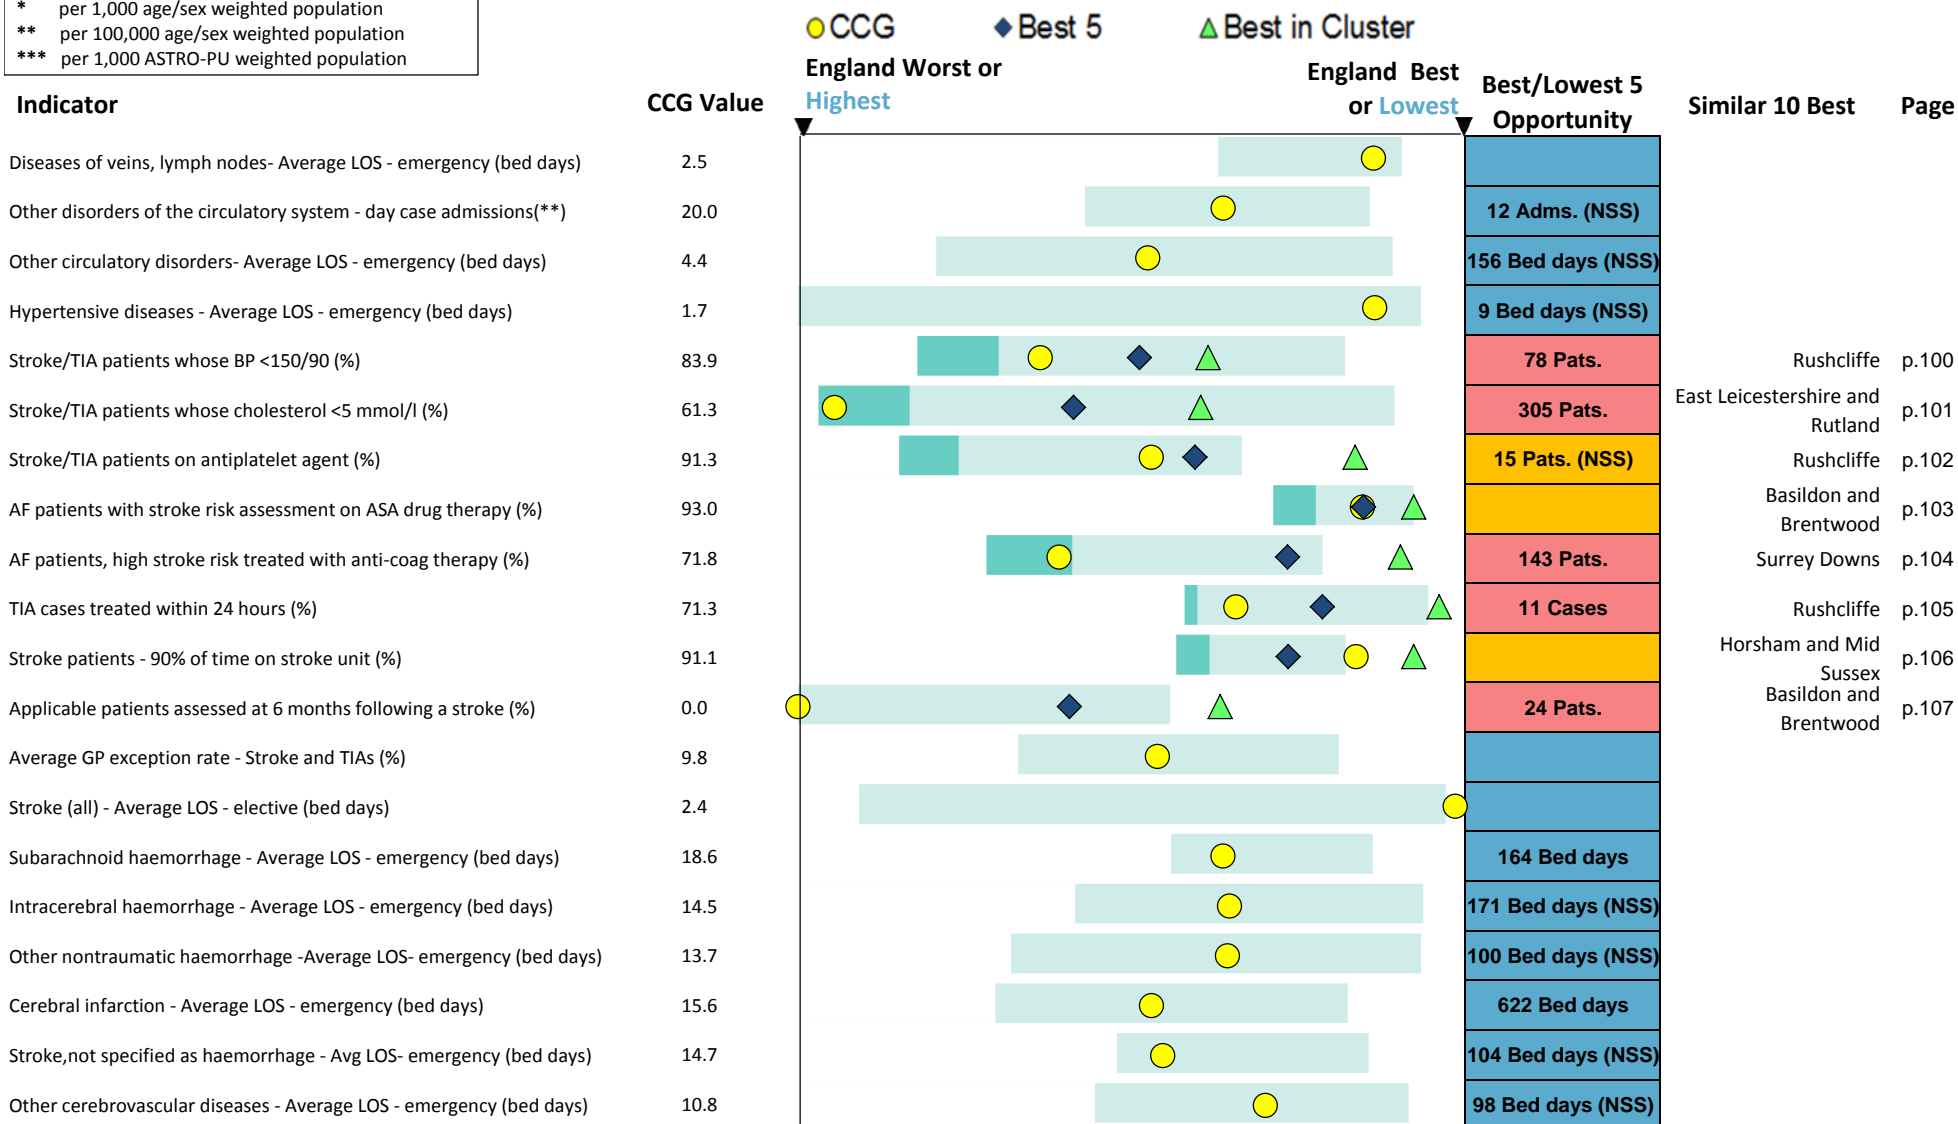 * per 1,000 age/sex weighted population
** per 100,000 age/sex weighted population
*** per 1,000 ASTRO-PU weighted population
CCG Best 5 Best in Cluster
Indicator CCG Value England Worst or Highest England Best or Lowest Best/Lowest 5 Opportunity Similar 10 Best Page
Diseases of veins, lymph nodes- Average LOS - emergency (bed days) 2.5
Other disorders of the circulatory system - day case admissions(**) 20.0 12 Adms. (NSS)
Other circulatory disorders- Average LOS - emergency (bed days) 4.4 156 Bed days (NSS)
Hypertensive diseases - Average LOS - emergency (bed days) 1.7 9 Bed days (NSS)
Stroke/TIA patients whose BP <150/90 (%) 83.9 78 Pats. Rushcliffe p.100
Stroke/TIA patients whose cholesterol <5 mmol/l (%) 61.3 305 Pats. East Leicestershire and Rutland p.101
Stroke/TIA patients on antiplatelet agent (%) 91.3 15 Pats. (NSS) Rushcliffe p.102
AF patients with stroke risk assessment on ASA drug therapy (%) 93.0 Basildon and Brentwood p.103
AF patients, high stroke risk treated with anti-coag therapy (%) 71.8 143 Pats. Surrey Downs p.104
TIA cases treated within 24 hours (%) 71.3 11 Cases Rushcliffe p.105
Stroke patients - 90% of time on stroke unit (%) 91.1 Horsham and Mid Sussex p.106
Applicable patients assessed at 6 months following a stroke (%) 0.0 24 Pats. Basildon and Brentwood p.107
Average GP exception rate - Stroke and TIAs (%) 9.8
Stroke (all) - Average LOS - elective (bed days) 2.4
Subarachnoid haemorrhage - Average LOS - emergency (bed days) 18.6 164 Bed days
Intracerebral haemorrhage - Average LOS - emergency (bed days) 14.5 171 Bed days (NSS)
Other nontraumatic haemorrhage -Average LOS- emergency (bed days) 13.7 100 Bed days (NSS)
Cerebral infarction - Average LOS - emergency (bed days) 15.6 622 Bed days
Stroke,not specified as haemorrhage - Avg LOS- emergency (bed days) 14.7 104 Bed days (NSS)
Other cerebrovascular diseases - Average LOS - emergency (bed days) 10.8 98 Bed days (NSS)